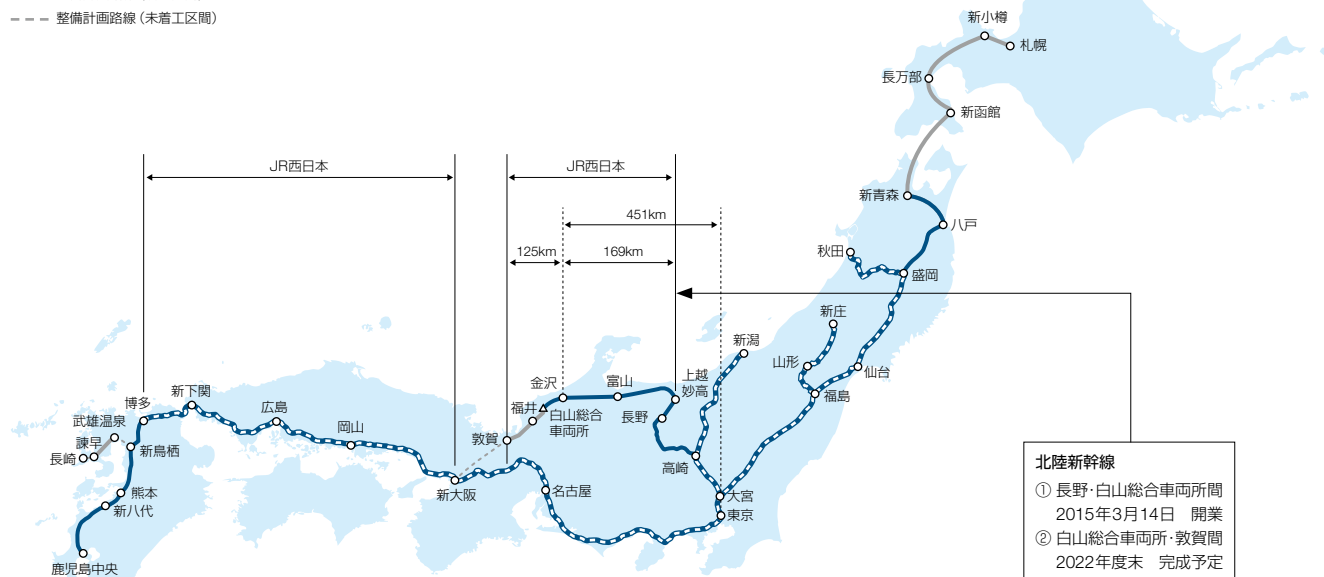 整備計画路線（未着工区間）
新小樽
札幌
長万部
新函館
JR西日本
JR西日本
新青森
451km
八戸
125km
169km
秋田
盛岡
新庄
新潟
山形
仙台
福島
金沢
富山
上越
妙高
福井
白山総合
車両所
長野
敦賀
高崎
博多
新下関
広島
岡山
武雄温泉
諫早
長崎
新鳥栖
新大阪
名古屋
大宮
東京
熊本
新八代
鹿児島中央
北陸新幹線
① 長野・白山総合車両所間
2015年3月14日 開業
② 白山総合車両所・敦賀間
2022年度末 完成予定